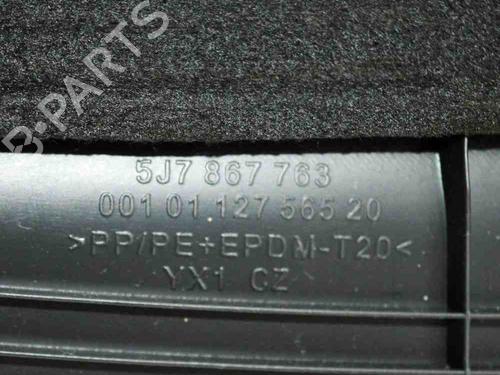 B-PARTS
5J7 867 763
001 01 127 565 20
>PP/PE+EPDM-T20<
YX1 CZ